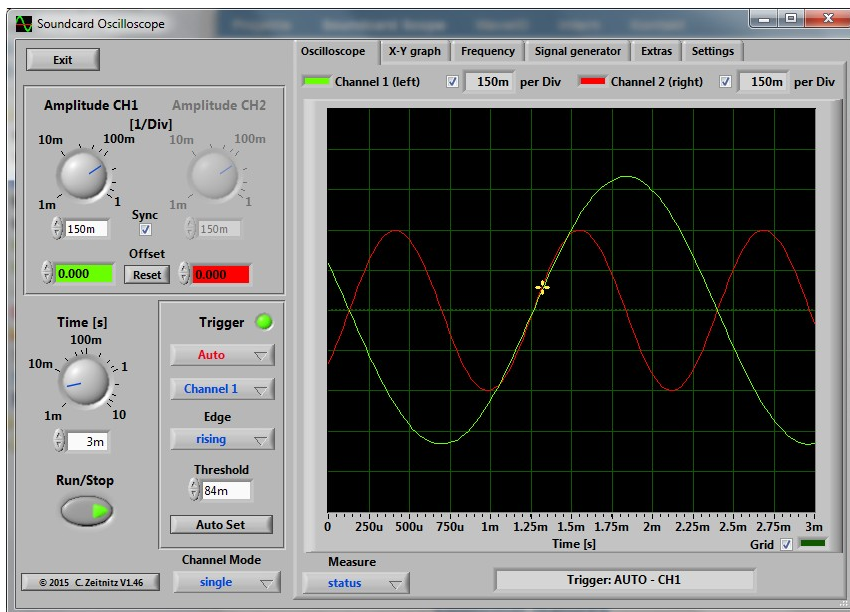 Soundcard Oscilloscope
Exit
Oscilloscope X-Y graph Frequency Signal generator Extras Settings
Channel 1 (left) 150m per Div Channel 2 (right) 150m per Div
Amplitude CH1 Amplitude CH2
[1/Div]
10m 100m 10m 100m
1m 1 1m 1
Sync
150m 150m
Offset
0.000 Reset 0.000
Time [s]
100m
10m 1
1m 10
3m
Run/Stop
Trigger
Auto
Channel 1
Edge
rising
Threshold
84m
Auto Set
Channel Mode
single
© 2015 C. Zeitnitz V1.46
0 250u 500u 750u 1m 1.25m 1.5m 1.75m 2m 2.25m 2.5m 2.75m 3m
Time [s]
Grid
Measure
status
Trigger: AUTO - CH1